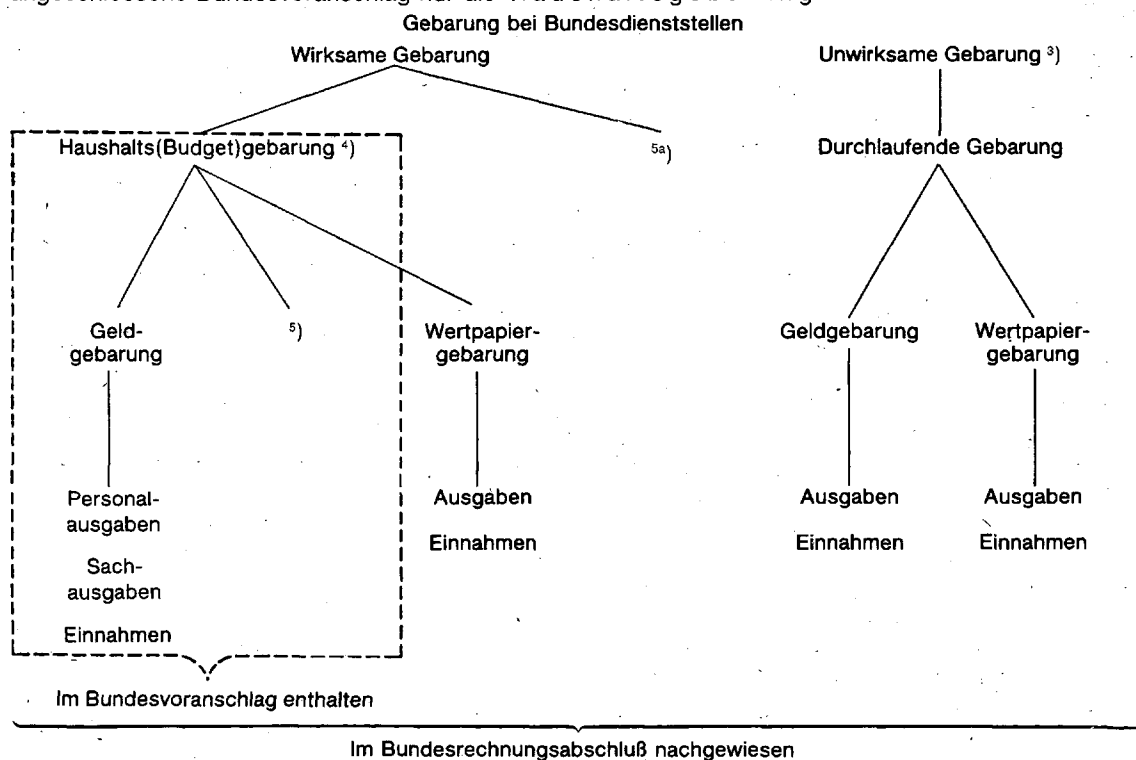 Gebarung bei Bundesdienststellen
Wirksame Gebarung
Unwirksame Gebarung ³)
Haushalts(Budget)gebarung ⁴)
⁵ᵃ)
Durchlaufende Gebarung
Geld-
gebarung
⁵)
Wertpapier-
gebarung
Geldgebarung
Wertpapier-
gebarung
Personal-
ausgaben
Sach-
ausgaben
Einnahmen
Ausgaben
Einnahmen
Ausgaben
Einnahmen
Ausgaben
Einnahmen
Im Bundesvoranschlag enthalten
Im Bundesrechnungsabschluß nachgewiesen